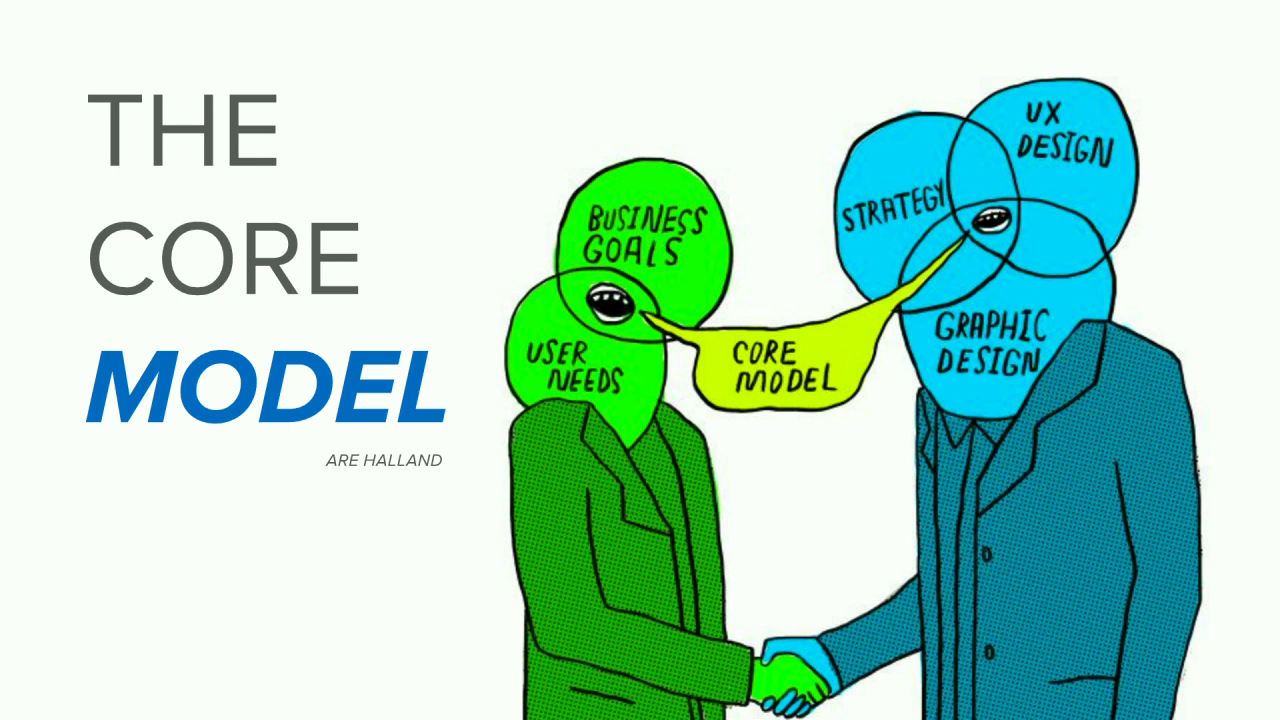 THE
CORE
MODEL
ARE HALLAND
BUSINESS
GOALS
USER
NEEDS
CORE
MODEL
STRATEGY
UX
DESIGN
GRAPHIC
DESIGN